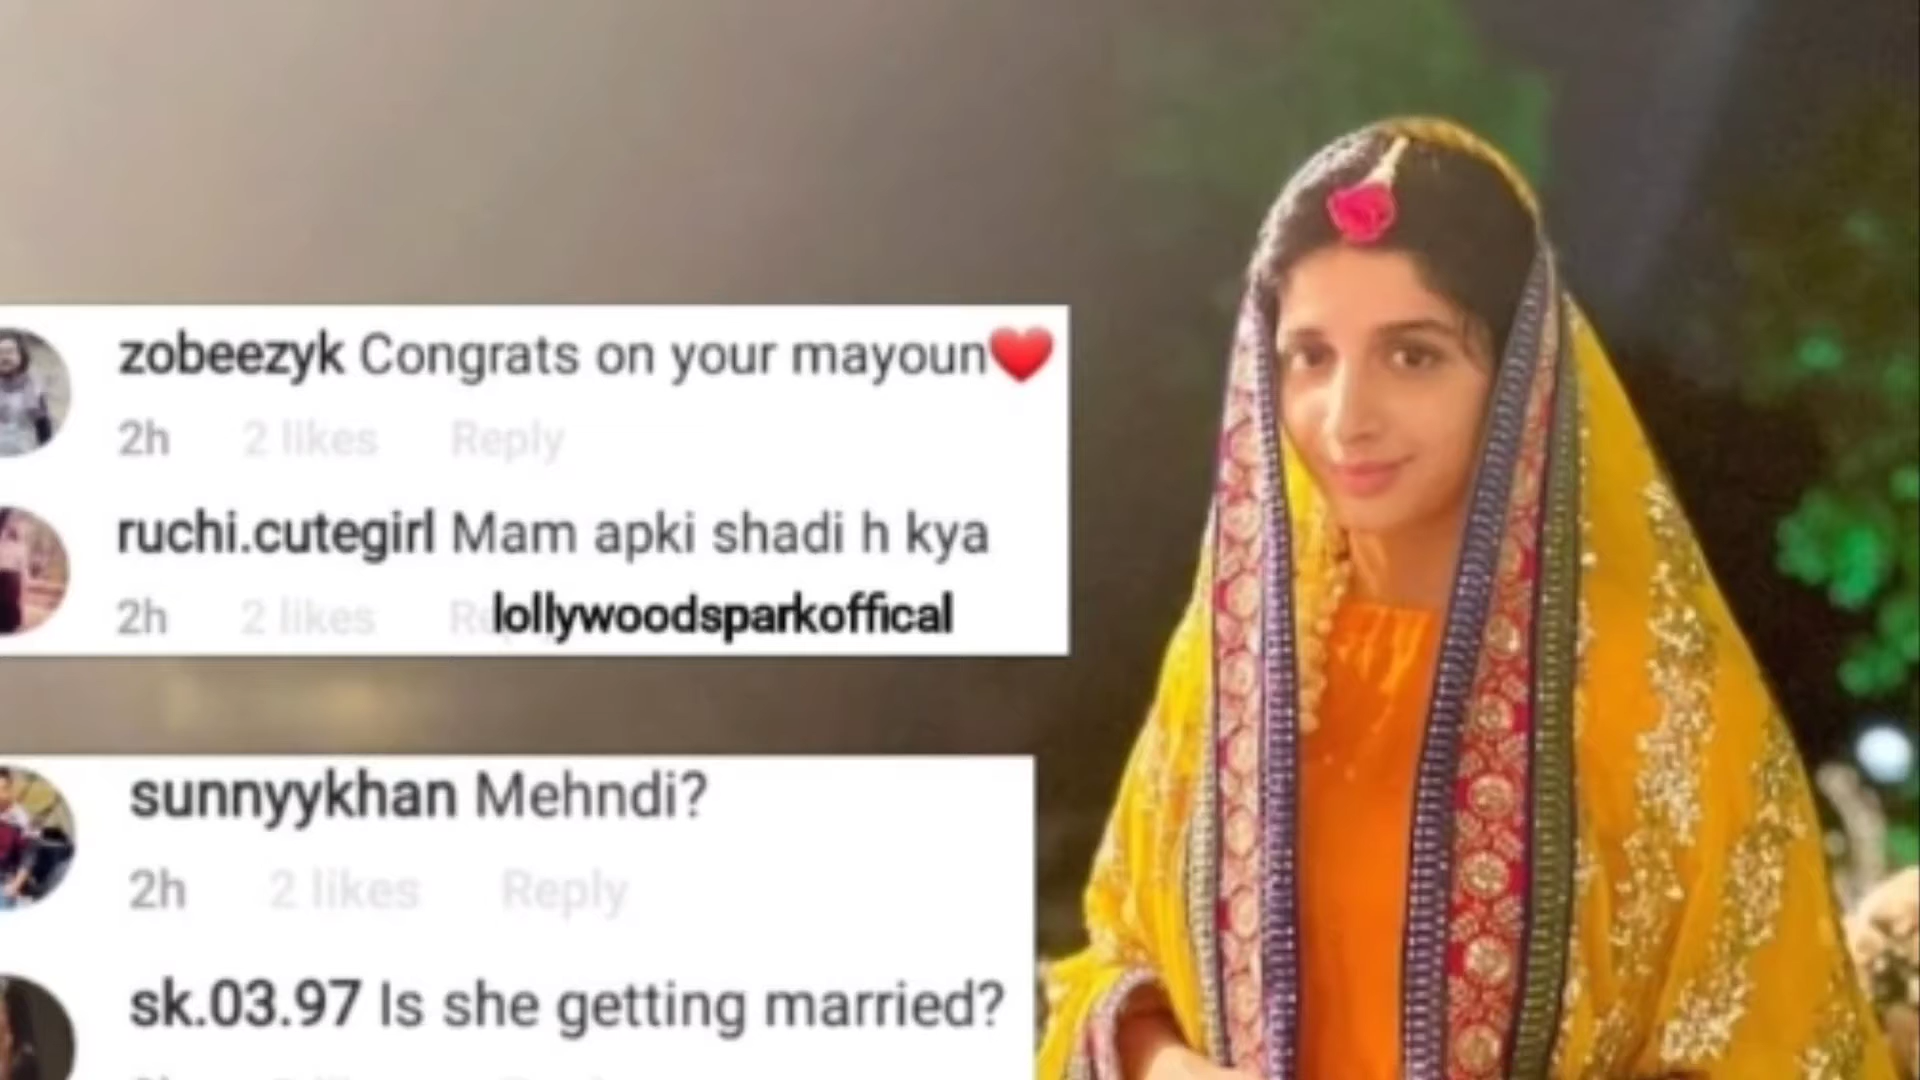 zobeezyk Congrats on your mayoun❤️
2h 2 likes Reply
ruchi.cutegirl Mam apki shadi h kya
2h 2 likes
lollywoodsparkoffical
sunnyykhan Mehndi?
2h 2 likes Reply
sk.03.97 Is she getting married?